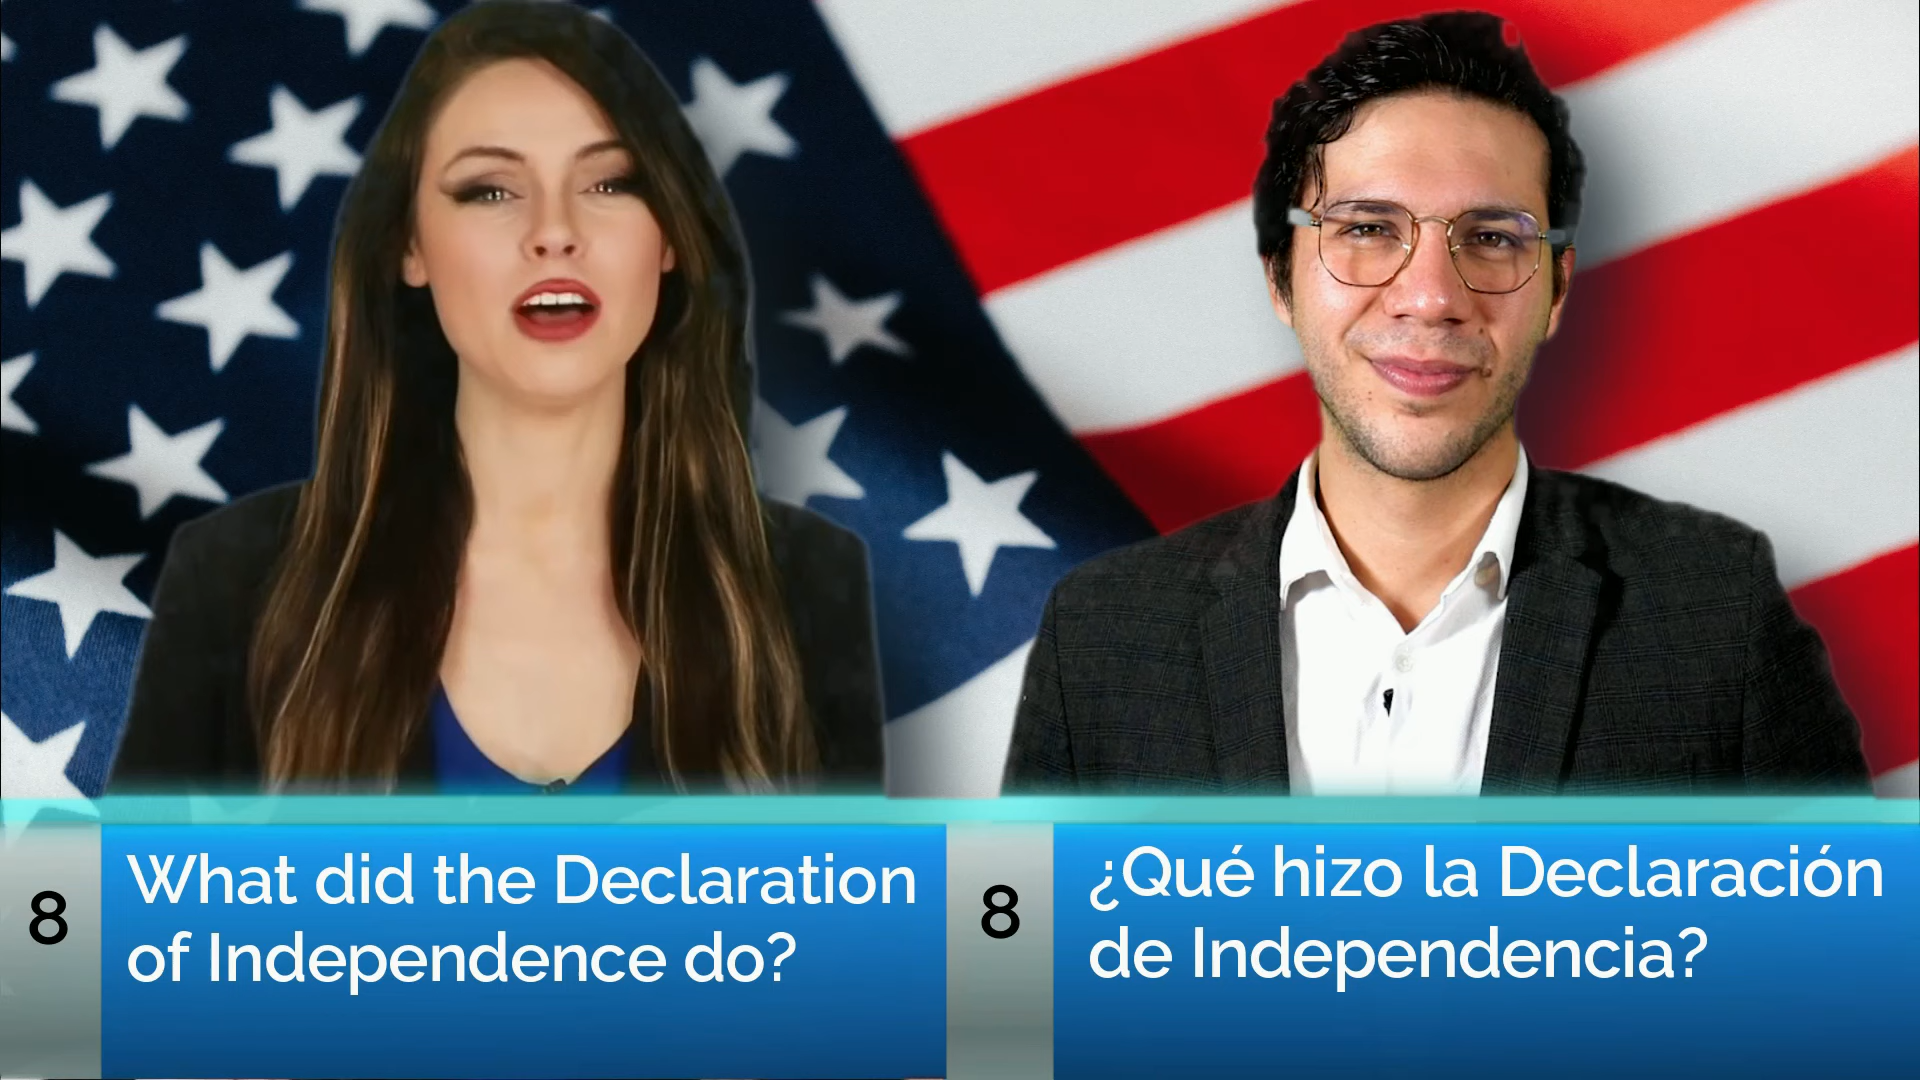 8
What did the Declaration
of Independence do?
8
¿Qué hizo la Declaración
de Independencia?